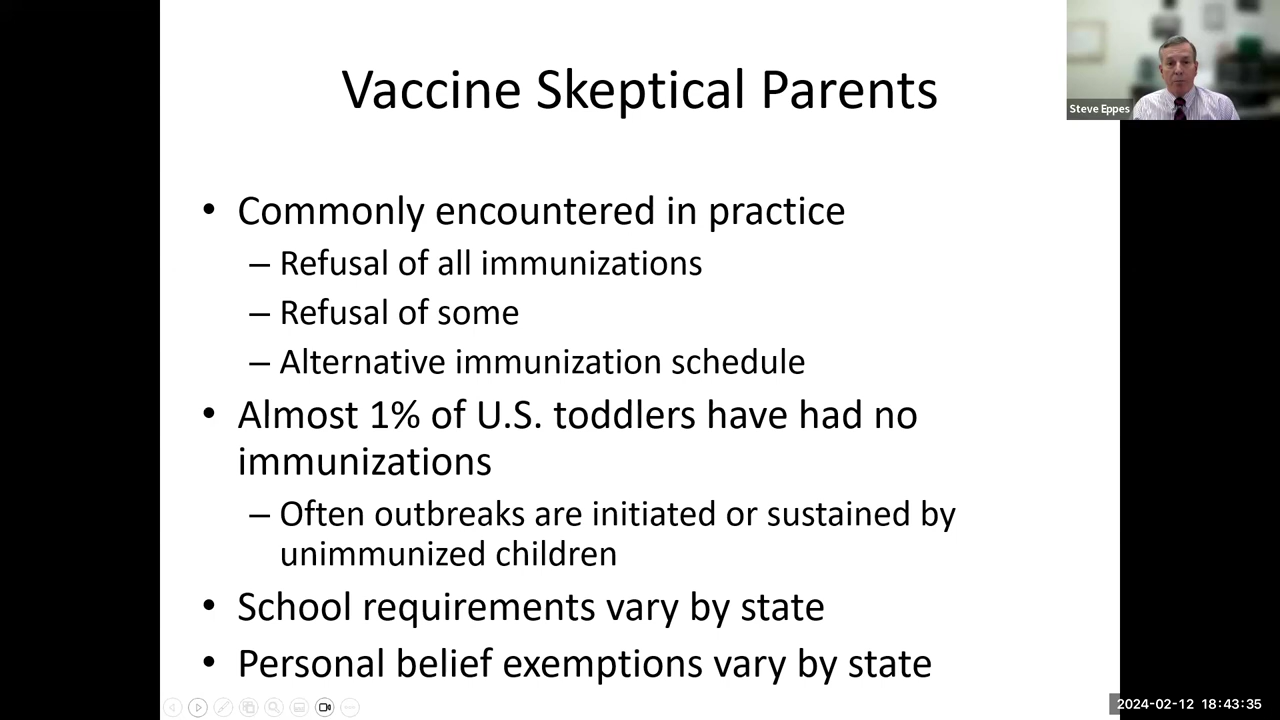 Vaccine Skeptical Parents
Steve Eppes
• Commonly encountered in practice
– Refusal of all immunizations
– Refusal of some
– Alternative immunization schedule
• Almost 1% of U.S. toddlers have had no
immunizations
– Often outbreaks are initiated or sustained by
unimmunized children
• School requirements vary by state
• Personal belief exemptions vary by state
2024-02-12 18:43:35